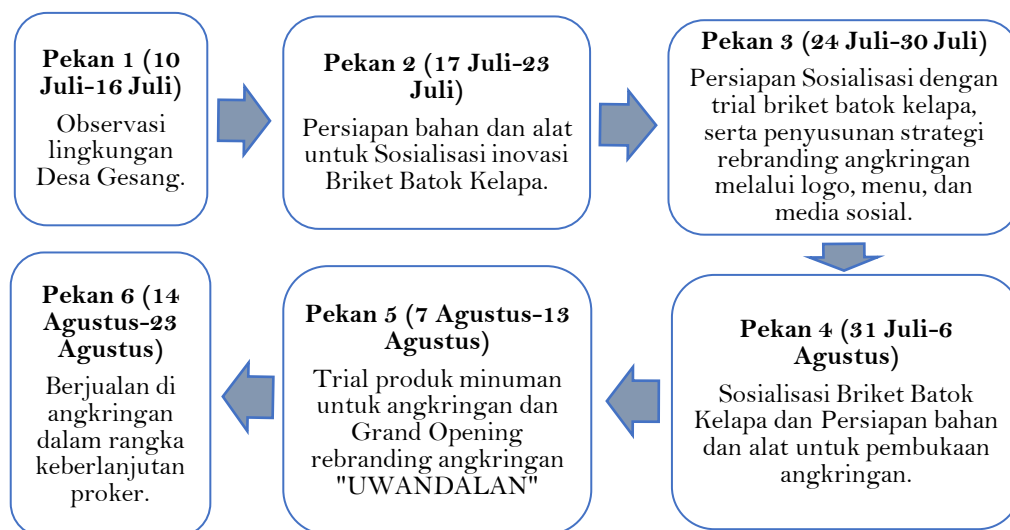 Pekan 1 (10
Juli-16 Juli)
Observasi
lingkungan
Desa Gesang.
Pekan 2 (17 Juli-23
Juli)
Persiapan bahan dan alat
untuk Sosialisasi inovasi
Briket Batok Kelapa.
Pekan 3 (24 Juli-30 Juli)
Persiapan Sosialisasi dengan
trial briket batok kelapa,
serta penyusunan strategi
rebranding angkringan
melalui logo, menu, dan
media sosial.
Pekan 4 (31 Juli-6
Agustus)
Sosialisasi Briket Batok
Kelapa dan Persiapan bahan
dan alat untuk pembukaan
angkringan.
Pekan 5 (7 Agustus-13
Agustus)
Trial produk minuman
untuk angkringan dan
Grand Opening
rebranding angkringan
"UWANDALAN"
Pekan 6 (14
Agustus-23
Agustus)
Berjualan di
angkringan
dalam rangka
keberlanjutan
proker.